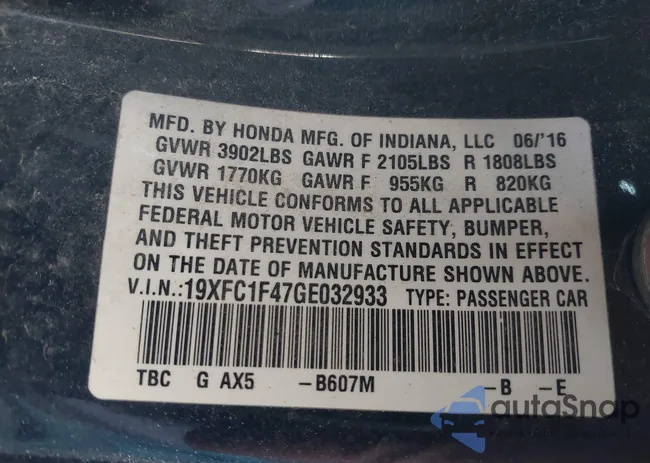 MFD. BY HONDA MFG. OF INDIANA, LLC 06/'16
GVWR 3902LBS GAWR F 2105LBS R 1808LBS
GVWR 1770KG GAWR F 955KG R 820KG
THIS VEHICLE CONFORMS TO ALL APPLICABLE
FEDERAL MOTOR VEHICLE SAFETY, BUMPER,
AND THEFT PREVENTION STANDARDS IN EFFECT
ON THE DATE OF MANUFACTURE SHOWN ABOVE.
V.I.N.:19XFC1F47GE032933 TYPE: PASSENGER CAR
TBC G AX5 -B607M -B -E
autoSnap